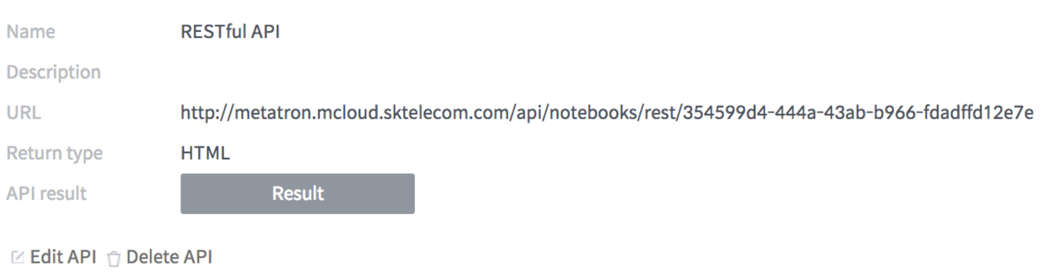 Name RESTful API
Description
URL http://metatron.mcloud.sktelecom.com/api/notebooks/rest/354599d4-444a-43ab-b966-fdadffd12e7e
Return type HTML
API result Result
Edit API Delete API